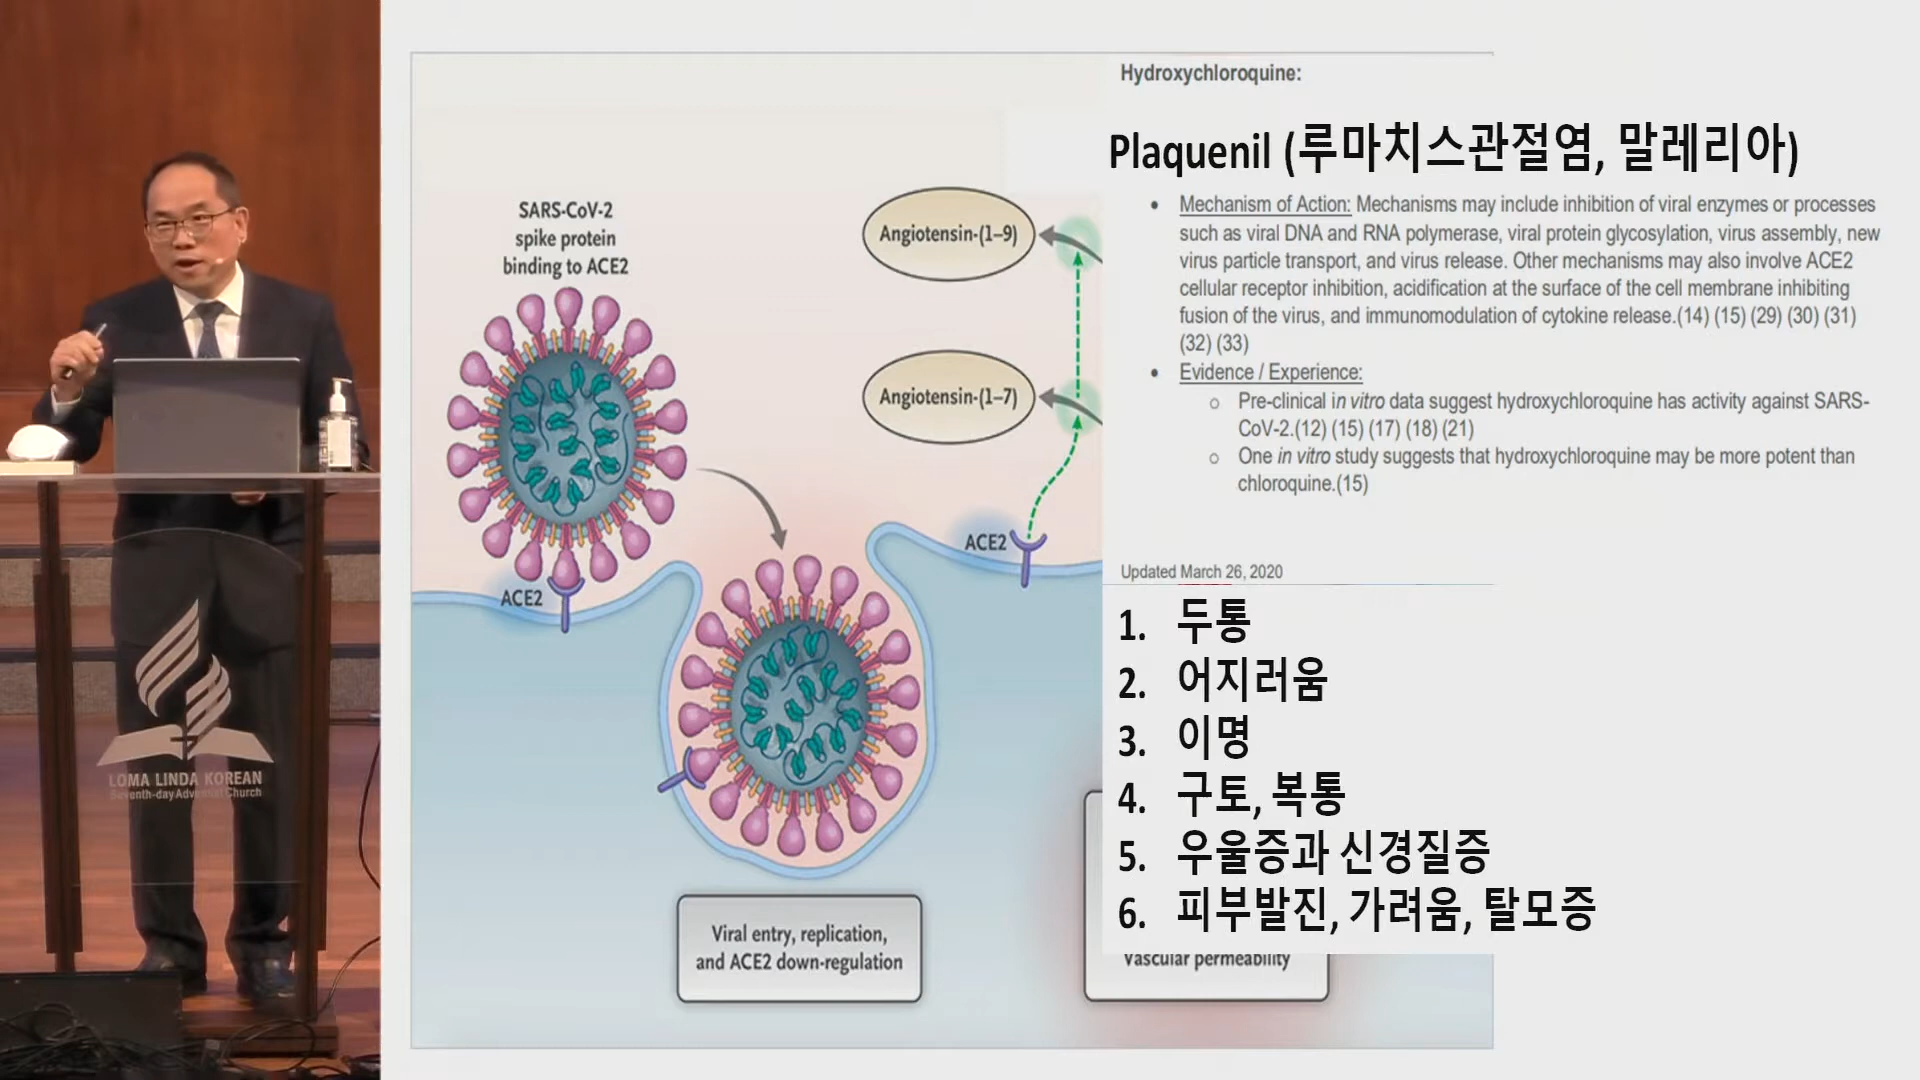 SARS-CoV-2
spike protein
binding to ACE2
ACE2
Angiotensin-(1–9)
Angiotensin-(1–7)
ACE2
Viral entry, replication,
and ACE2 down-regulation
Hydroxychloroquine:
Plaquenil (루마치스관절염, 말레리아)
• Mechanism of Action: Mechanisms may include inhibition of viral enzymes or processes
such as viral DNA and RNA polymerase, viral protein glycosylation, virus assembly, new
virus particle transport, and virus release. Other mechanisms may also involve ACE2
cellular receptor inhibition, acidification at the surface of the cell membrane inhibiting
fusion of the virus, and immunomodulation of cytokine release.(14) (15) (29) (30) (31)
(32) (33)
• Evidence / Experience:
o Pre-clinical in vitro data suggest hydroxychloroquine has activity against SARS-
CoV-2.(12) (15) (17) (18) (21)
o One in vitro study suggests that hydroxychloroquine may be more potent than
chloroquine.(15)
Updated March 26, 2020
1. 두통
2. 어지러움
3. 이명
4. 구토, 복통
5. 우울증과 신경질증
6. 피부발진, 가려움, 탈모증
Vascular permeability
LOMA LINDA KOREAN
Seventh-day Adventist Church